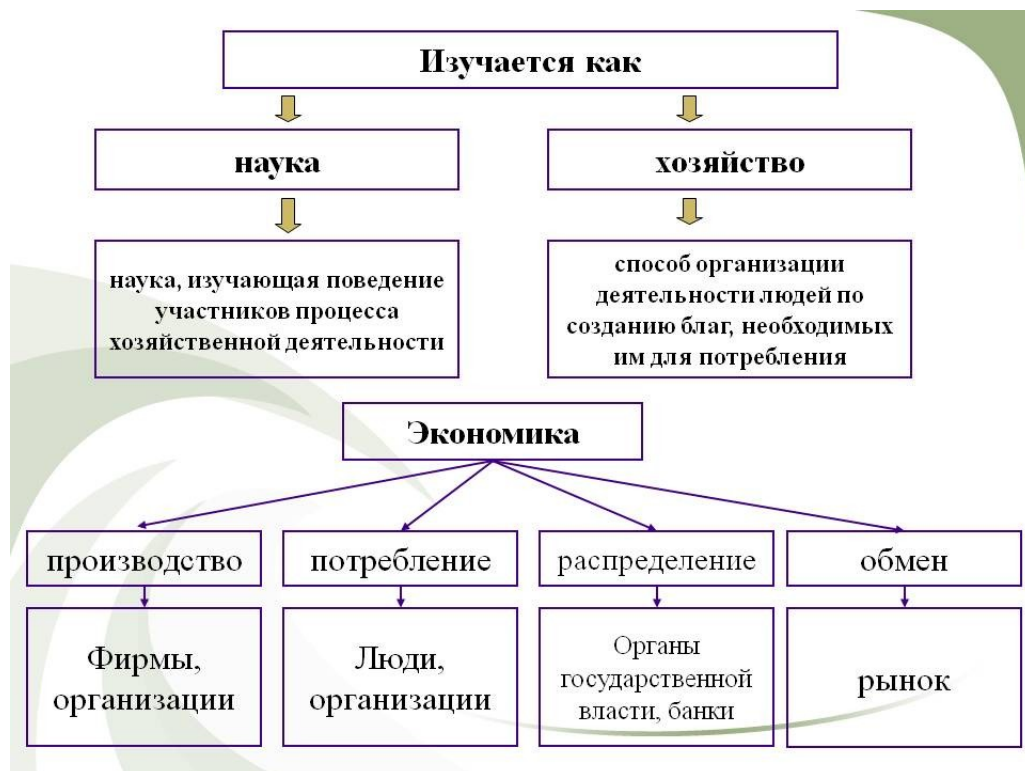 Изучается как
наука
хозяйство
наука, изучающая поведение
участников процесса
хозяйственной деятельности
способ организации
деятельности людей по
созданию благ, необходимых
им для потребления
Экономика
производство
потребление
распределение
обмен
Фирмы,
организации
Люди,
организации
Органы
государственной
власти, банки
рынок